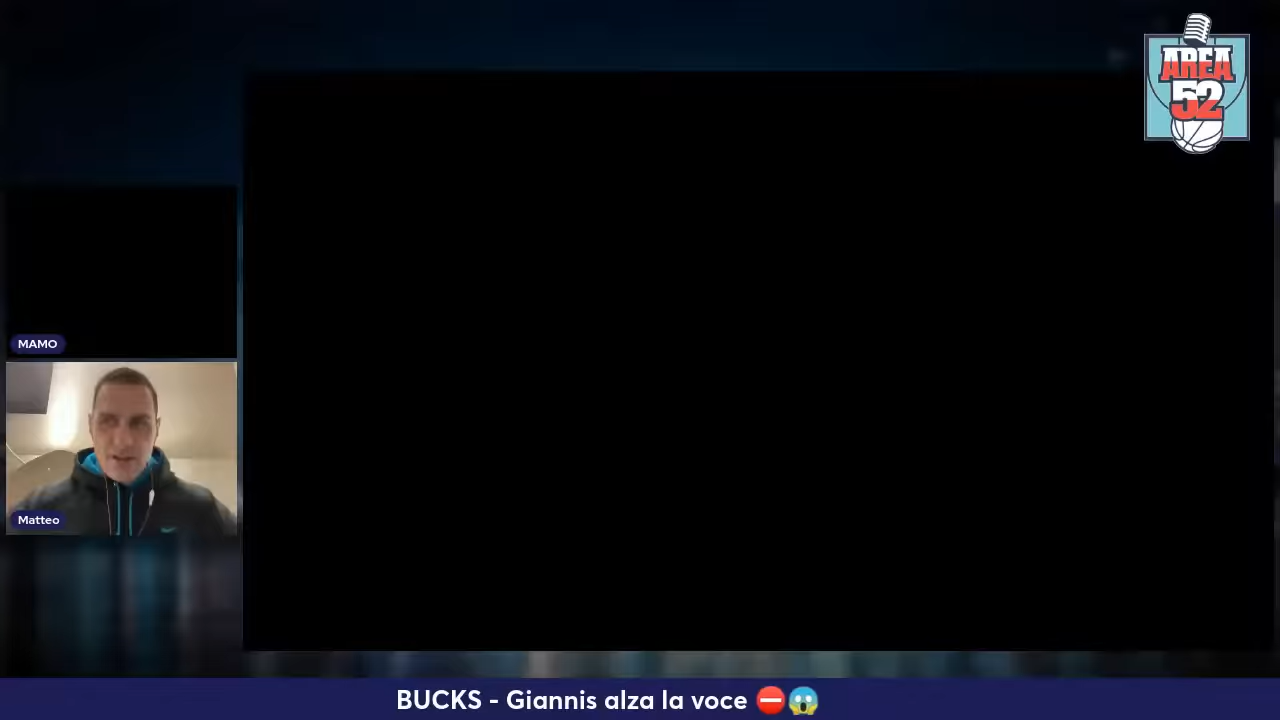 AREA
52
MAMO
Matteo
BUCKS - Giannis alza la voce ⛔😱